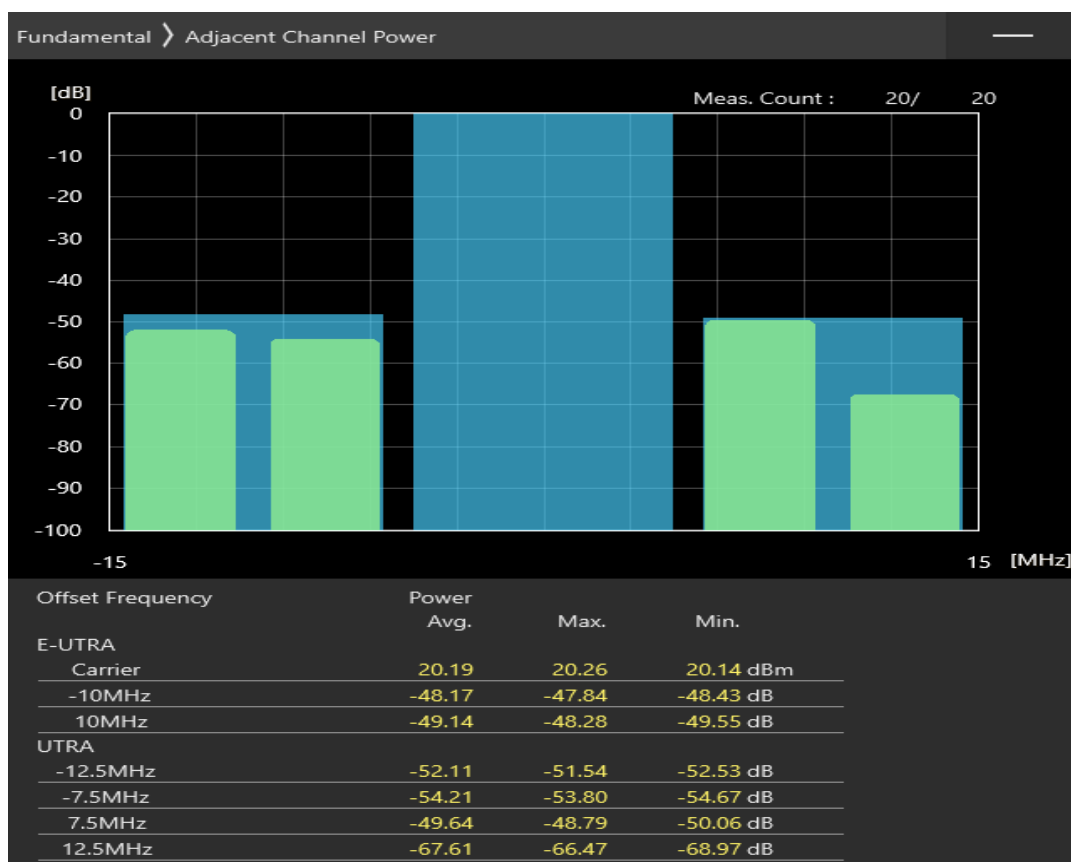 Fundamental 〉 Adjacent Channel Power
[dB]
Meas. Count : 20/ 20
0
-10
-20
-30
-40
-50
-60
-70
-80
-90
-100
-15 15 [MHz]
Offset Frequency Power
Avg. Max. Min.
E-UTRA
Carrier 20.19 20.26 20.14 dBm
-10MHz -48.17 -47.84 -48.43 dB
10MHz -49.14 -48.28 -49.55 dB
UTRA
-12.5MHz -52.11 -51.54 -52.53 dB
-7.5MHz -54.21 -53.80 -54.67 dB
7.5MHz -49.64 -48.79 -50.06 dB
12.5MHz -67.61 -66.47 -68.97 dB